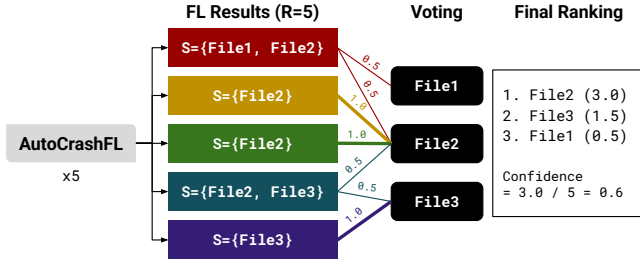 FL Results (R=5)
Voting
Final Ranking
S={File1, File2}
S={File2}
S={File2}
S={File2, File3}
S={File3}
AutoCrashFL
x5
0.5
0.5
1.0
1.0
0.5
0.5
1.0
File1
File2
File3
1. File2 (3.0)
2. File3 (1.5)
3. File1 (0.5)
Confidence
= 3.0 / 5 = 0.6